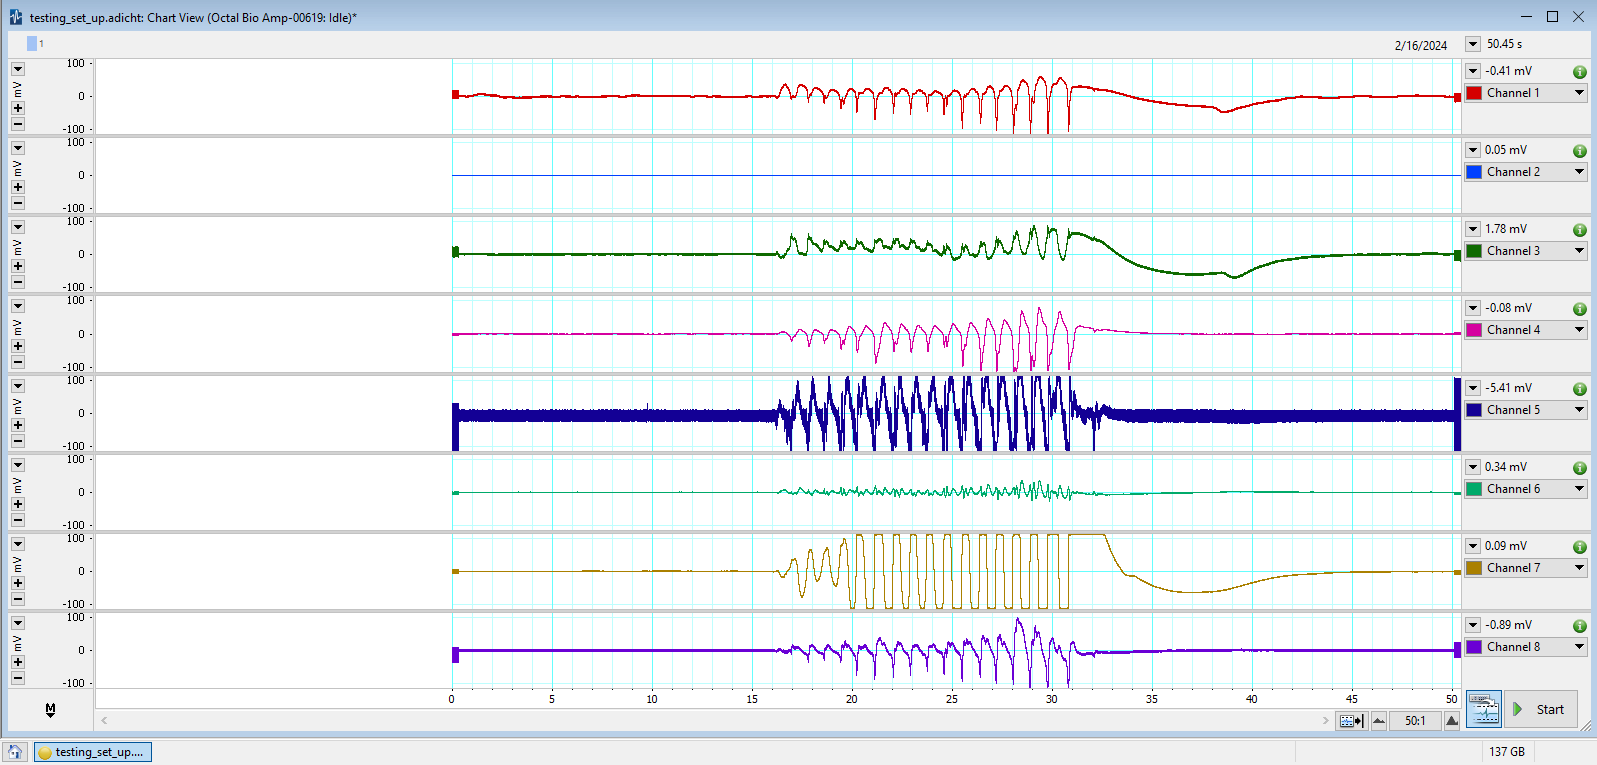 testing_set_up.adicht: Chart View (Octal Bio Amp-00619: Idle)*
1
2/16/2024
50.45 s
100
mV
0
-100
-0.41 mV
Channel 1
100
mV
0
-100
0.05 mV
Channel 2
100
mV
0
-100
1.78 mV
Channel 3
100
mV
0
-100
-0.08 mV
Channel 4
100
mV
0
-100
-5.41 mV
Channel 5
100
mV
0
-100
0.34 mV
Channel 6
100
mV
0
-100
0.09 mV
Channel 7
100
mV
0
-100
-0.89 mV
Channel 8
0 5 10 15 20 25 30 35 40 45 50
M
50:1
Start
testing_set_up....
137 GB